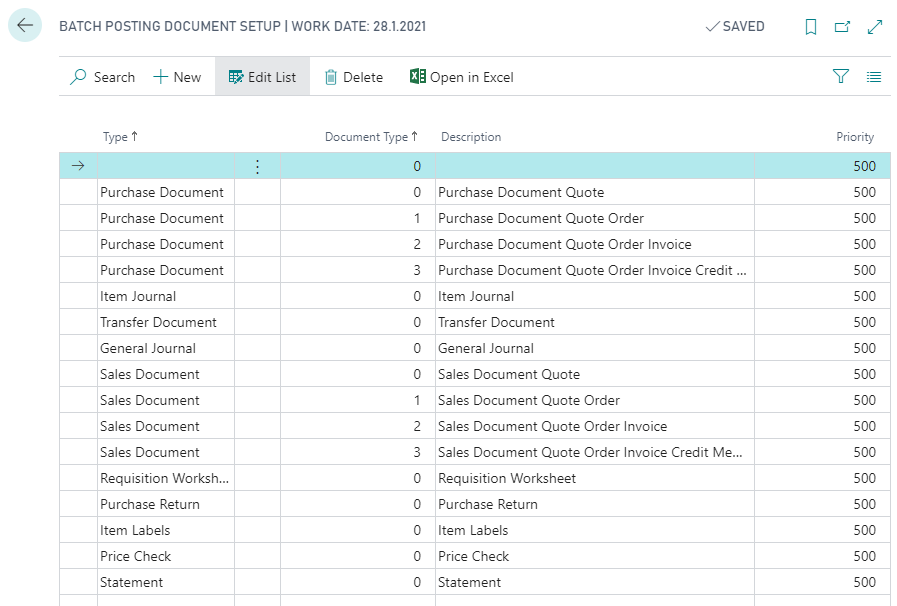 BATCH POSTING DOCUMENT SETUP | WORK DATE: 28.1.2021 SAVED
Search New Edit List Delete Open in Excel
Type ↑ Document Type ↑ Description Priority
0 500
Purchase Document 0 Purchase Document Quote 500
Purchase Document 1 Purchase Document Quote Order 500
Purchase Document 2 Purchase Document Quote Order Invoice 500
Purchase Document 3 Purchase Document Quote Order Invoice Credit ... 500
Item Journal 0 Item Journal 500
Transfer Document 0 Transfer Document 500
General Journal 0 General Journal 500
Sales Document 0 Sales Document Quote 500
Sales Document 1 Sales Document Quote Order 500
Sales Document 2 Sales Document Quote Order Invoice 500
Sales Document 3 Sales Document Quote Order Invoice Credit Me... 500
Requisition Worksh... 0 Requisition Worksheet 500
Purchase Return 0 Purchase Return 500
Item Labels 0 Item Labels 500
Price Check 0 Price Check 500
Statement 0 Statement 500